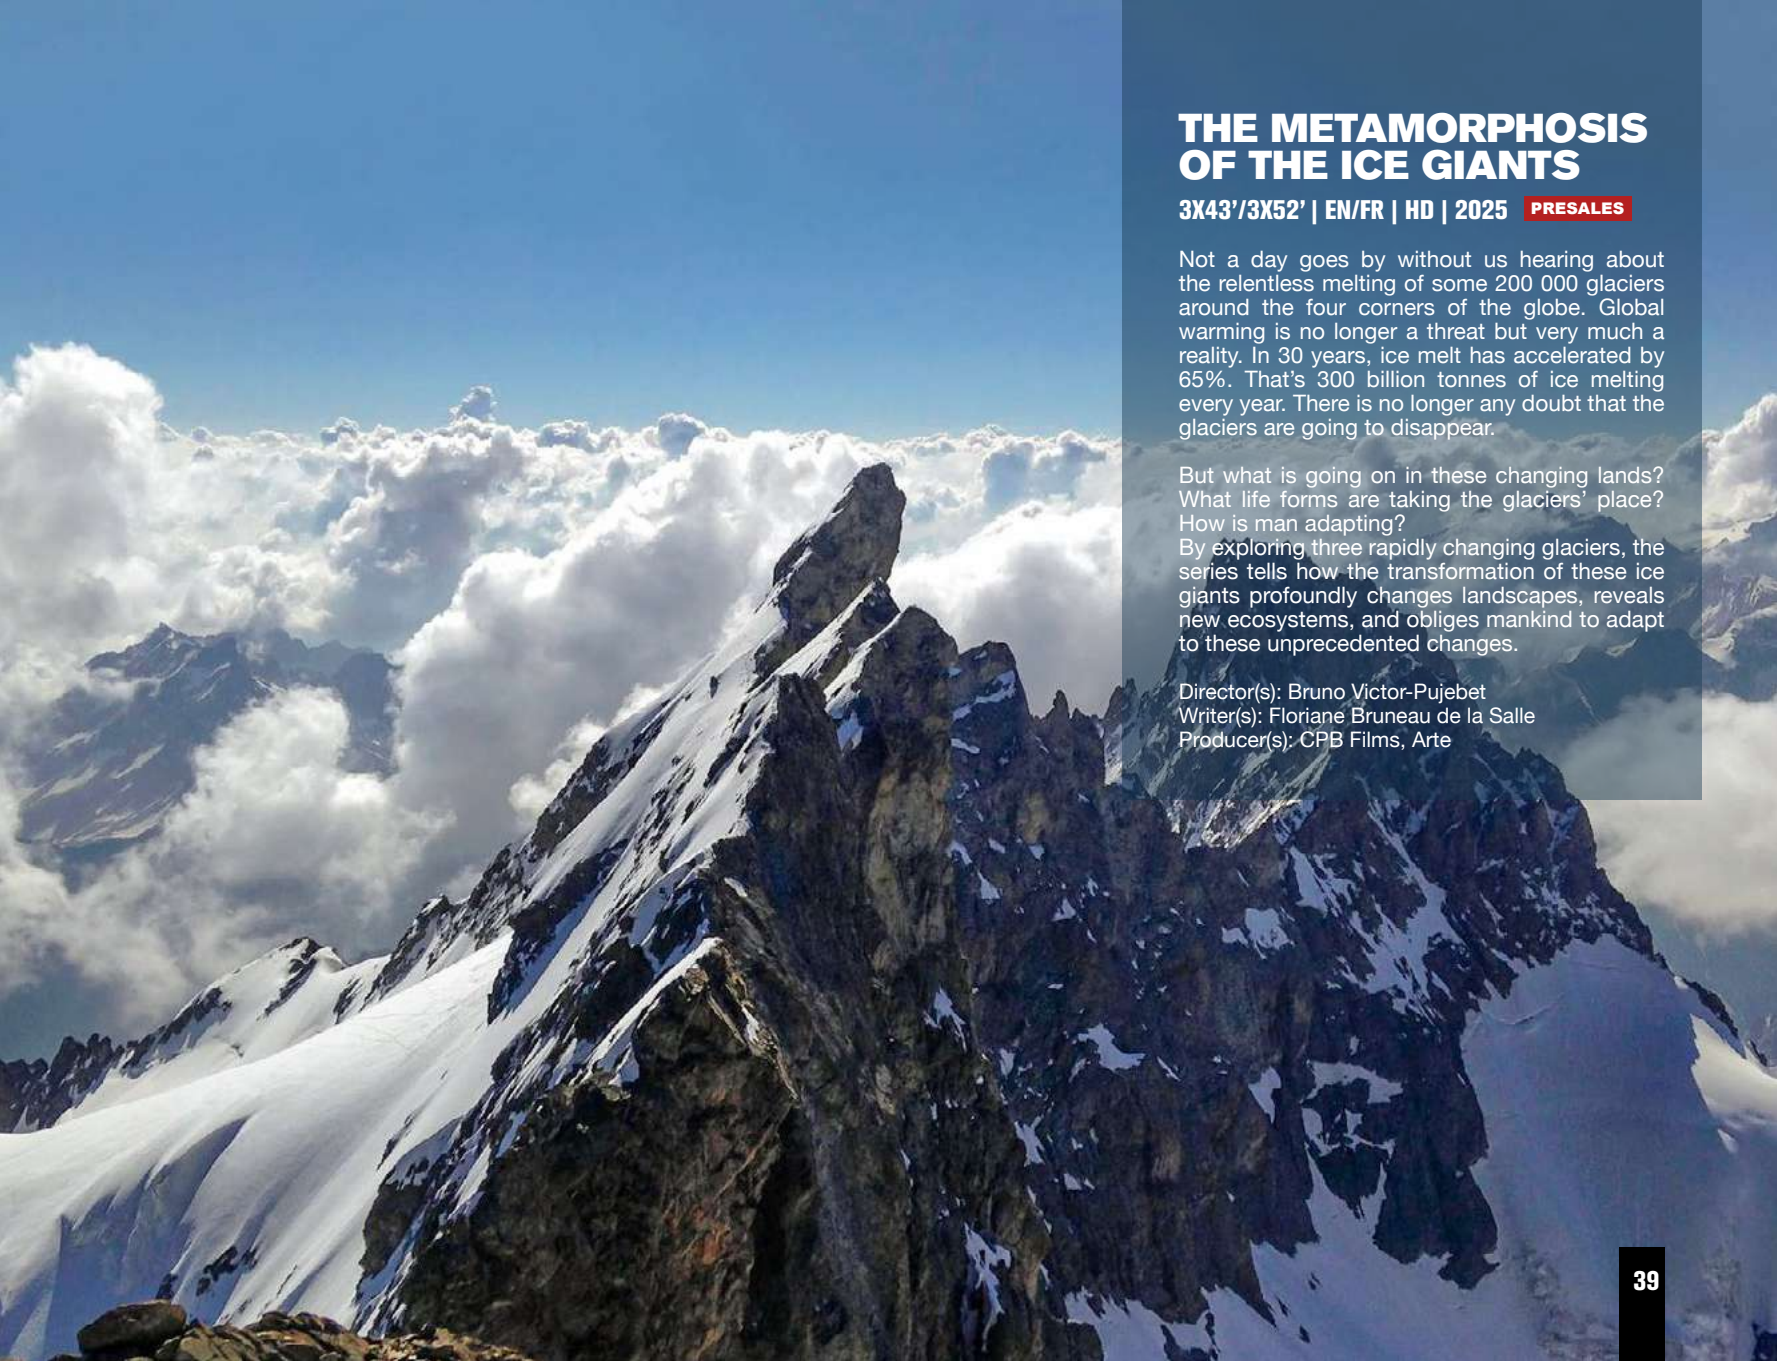 THE METAMORPHOSIS
OF THE ICE GIANTS
3X43’/3X52’ | EN/FR | HD | 2025 PRESALES
Not a day goes by without us hearing about
the relentless melting of some 200 000 glaciers
around the four corners of the globe. Global
warming is no longer a threat but very much a
reality. In 30 years, ice melt has accelerated by
65%. That’s 300 billion tonnes of ice melting
every year. There is no longer any doubt that the
glaciers are going to disappear.
But what is going on in these changing lands?
What life forms are taking the glaciers’ place?
How is man adapting?
By exploring three rapidly changing glaciers, the
series tells how the transformation of these ice
giants profoundly changes landscapes, reveals
new ecosystems, and obliges mankind to adapt
to these unprecedented changes.
Director(s): Bruno Victor-Pujebet
Writer(s): Floriane Bruneau de la Salle
Producer(s): CPB Films, Arte
39